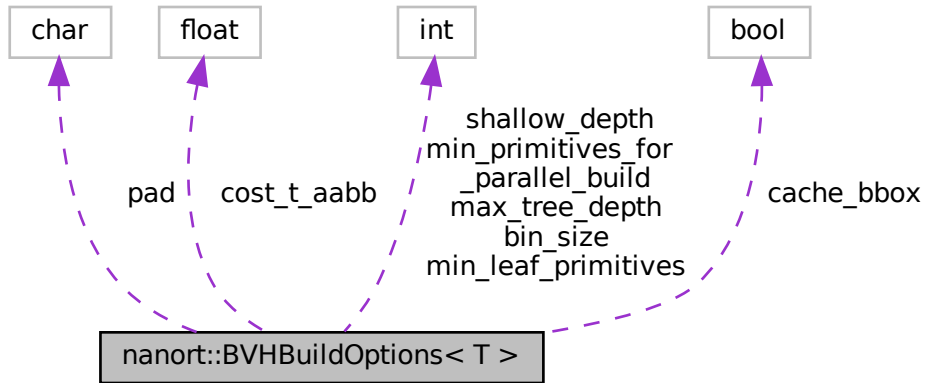 char
float
int
bool
shallow_depth
min_primitives_for
_parallel_build
max_tree_depth
bin_size
min_leaf_primitives
pad
cost_t_aabb
cache_bbox
nanort::BVHBuildOptions< T >